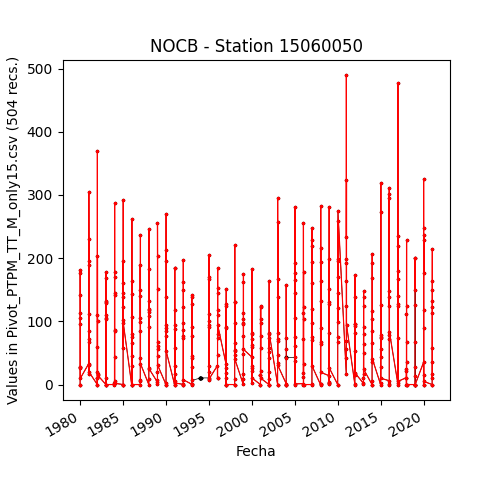 NOCB - Station 15060050
Values in Pivot_PTPM_TT_M_only15.csv (504 recs.)
500
400
300
200
100
0
1980 1985 1990 1995 2000 2005 2010 2015 2020
Fecha